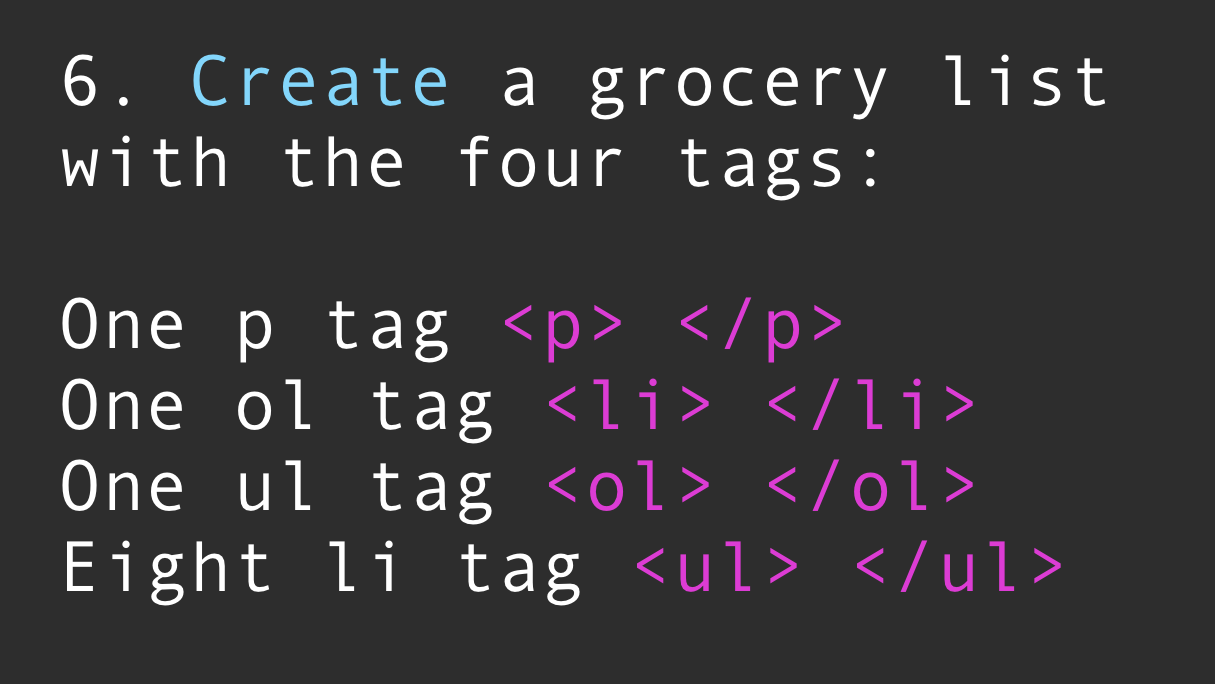 6. Create a grocery list
with the four tags:
One p tag <p> </p>
One ol tag <li> </li>
One ul tag <ol> </ol>
Eight li tag <ul> </ul>